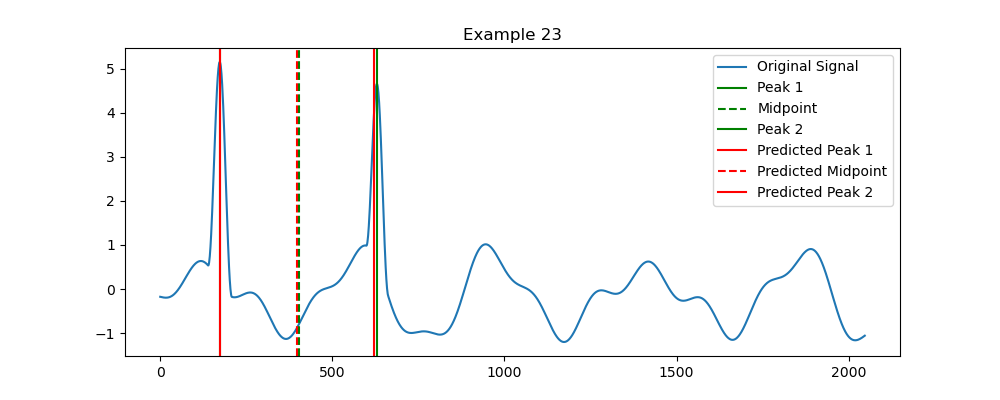 Example 23
Original Signal
Peak 1
Midpoint
Peak 2
Predicted Peak 1
Predicted Midpoint
Predicted Peak 2
5
4
3
2
1
0
−1
0 500 1000 1500 2000